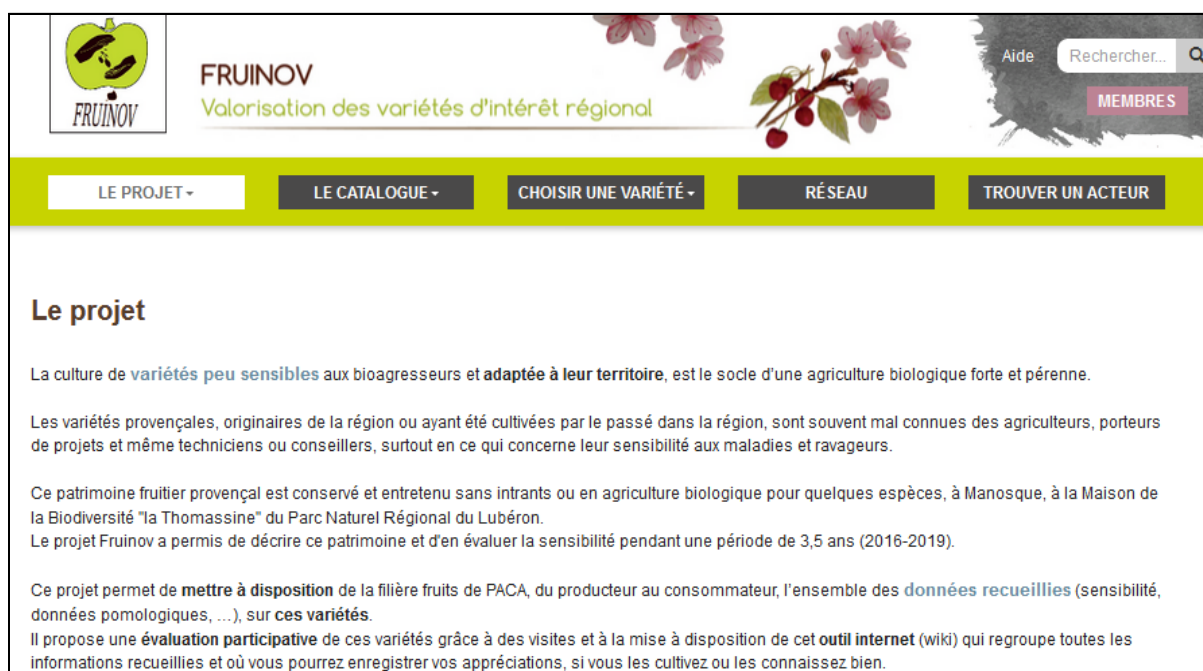 FRUINOV
FRUINOV
Valorisation des variétés d'intérêt régional
Aide
Rechercher...
MEMBRES
LE PROJET
LE CATALOGUE
CHOISIR UNE VARIÉTÉ
RÉSEAU
TROUVER UN ACTEUR
Le projet
La culture de variétés peu sensibles aux bioagresseurs et adaptée à leur territoire, est le socle d'une agriculture biologique forte et pérenne.
Les variétés provençales, originaires de la région ou ayant été cultivées par le passé dans la région, sont souvent mal connues des agriculteurs, porteurs
de projets et même techniciens ou conseillers, surtout en ce qui concerne leur sensibilité aux maladies et ravageurs.
Ce patrimoine fruitier provençal est conservé et entretenu sans intrants ou en agriculture biologique pour quelques espèces, à Manosque, à la Maison de
la Biodiversité "la Thomassine" du Parc Naturel Régional du Lubéron.
Le projet Fruinov a permis de décrire ce patrimoine et d'en évaluer la sensibilité pendant une période de 3,5 ans (2016-2019).
Ce projet permet de mettre à disposition de la filière fruits de PACA, du producteur au consommateur, l'ensemble des données recueillies (sensibilité,
données pomologiques, …), sur ces variétés.
Il propose une évaluation participative de ces variétés grâce à des visites et à la mise à disposition de cet outil internet (wiki) qui regroupe toutes les
informations recueillies et où vous pourrez enregistrer vos appréciations, si vous les cultivez ou les connaissez bien.